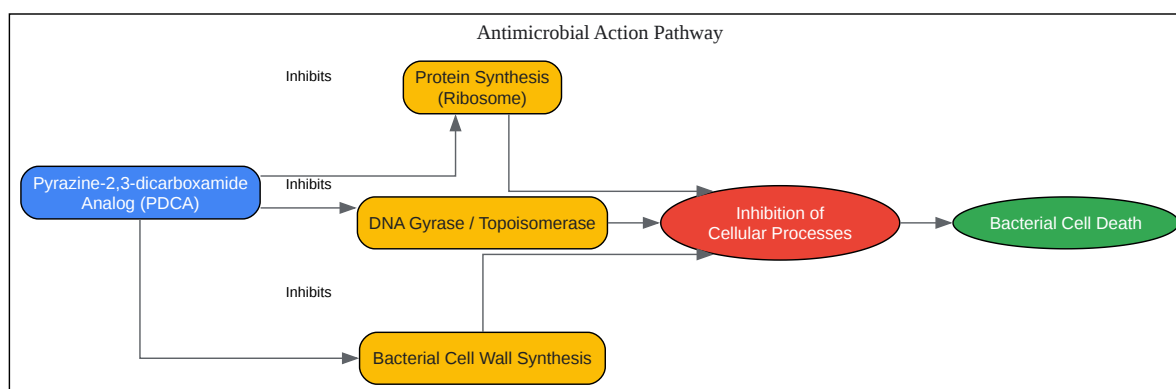 Antimicrobial Action Pathway
Inhibits
Protein Synthesis
(Ribosome)
Pyrazine-2,3-dicarboxamide
Analog (PDCA)
Inhibits
DNA Gyrase / Topoisomerase
Inhibition of
Cellular Processes
Bacterial Cell Death
Inhibits
Bacterial Cell Wall Synthesis